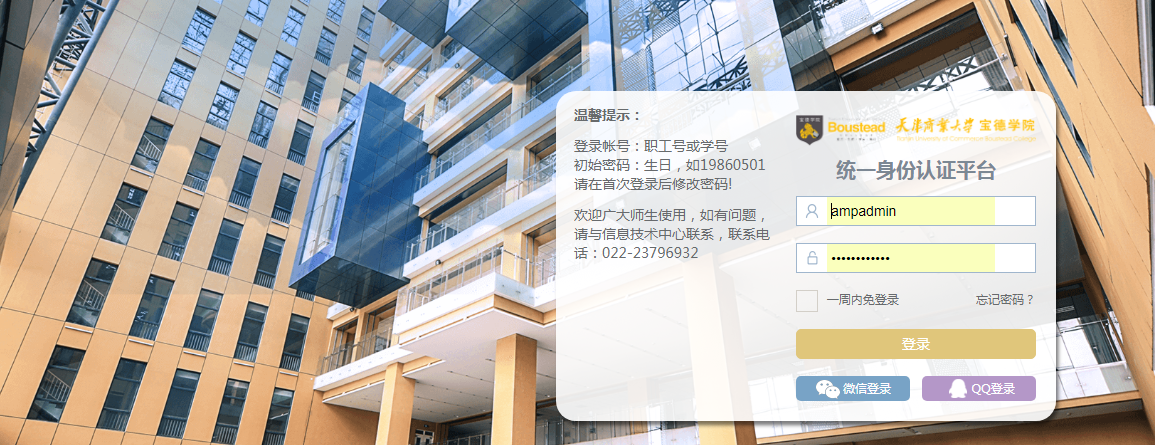 温馨提示：
登录帐号：职工号或学号
初始密码：生日，如19860501
请在首次登录后修改密码!
欢迎广大师生使用，如有问题，
请与信息技术中心联系，联系电
话：022-23796932
宝德学院
Boustead
天津商业大学 宝德学院
统一身份认证平台
ampadmin
••••••••••••
一周内免登录
忘记密码？
登录
微信登录
QQ登录